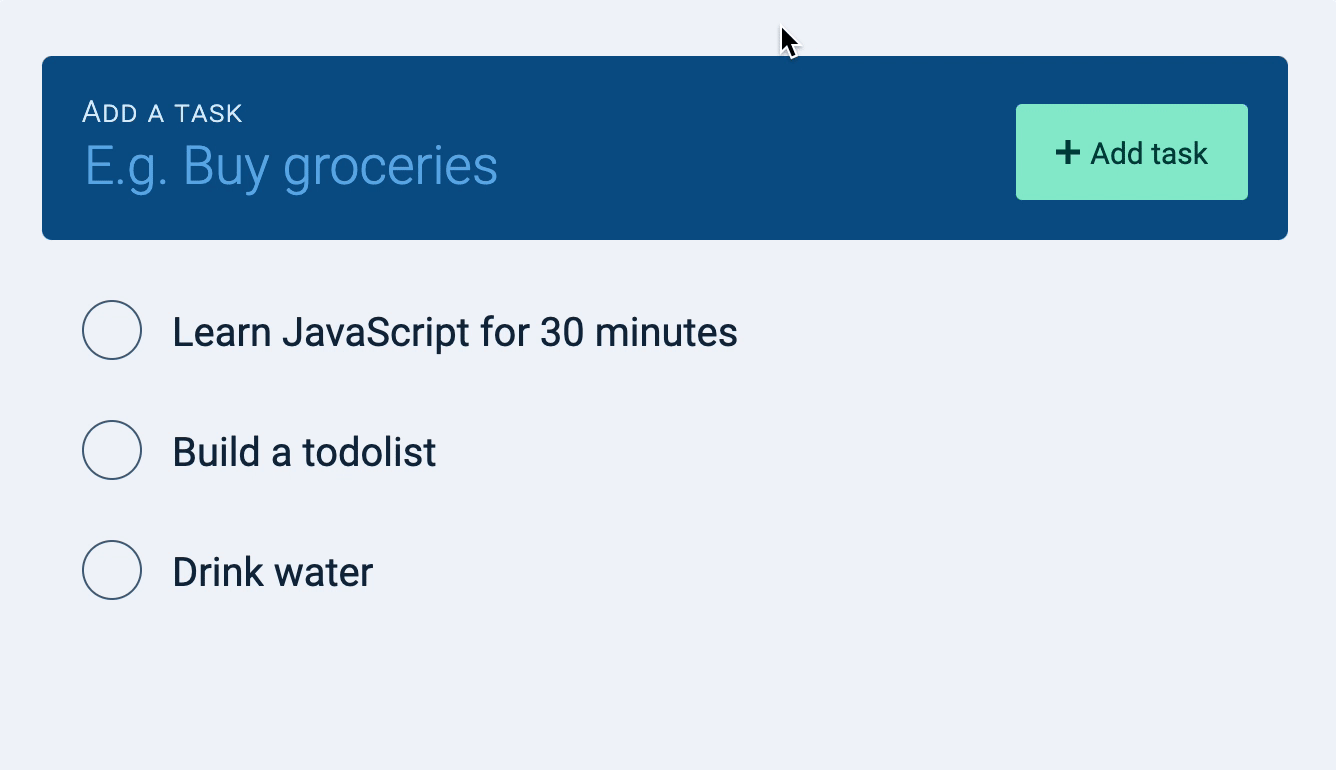 Add a task
E.g. Buy groceries
+ Add task
Learn JavaScript for 30 minutes
Build a todolist
Drink water